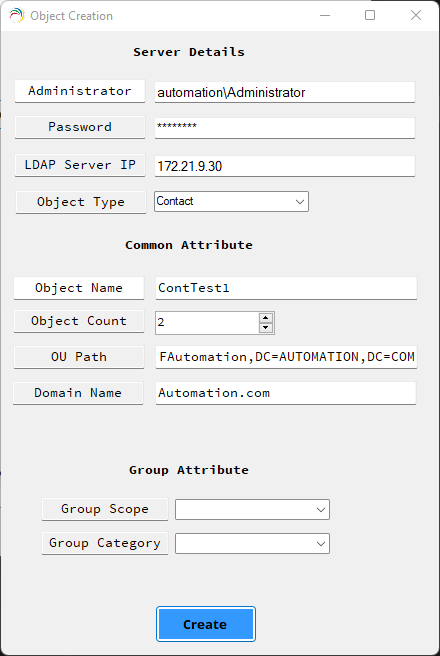 Object Creation
Server Details
Administrator automation\Administrator
Password ********
LDAP Server IP 172.21.9.30
Object Type Contact
Common Attribute
Object Name ContTest1
Object Count 2
OU Path FAutomation,DC=AUTOMATION,DC=COM
Domain Name Automation.com
Group Attribute
Group Scope
Group Category
Create